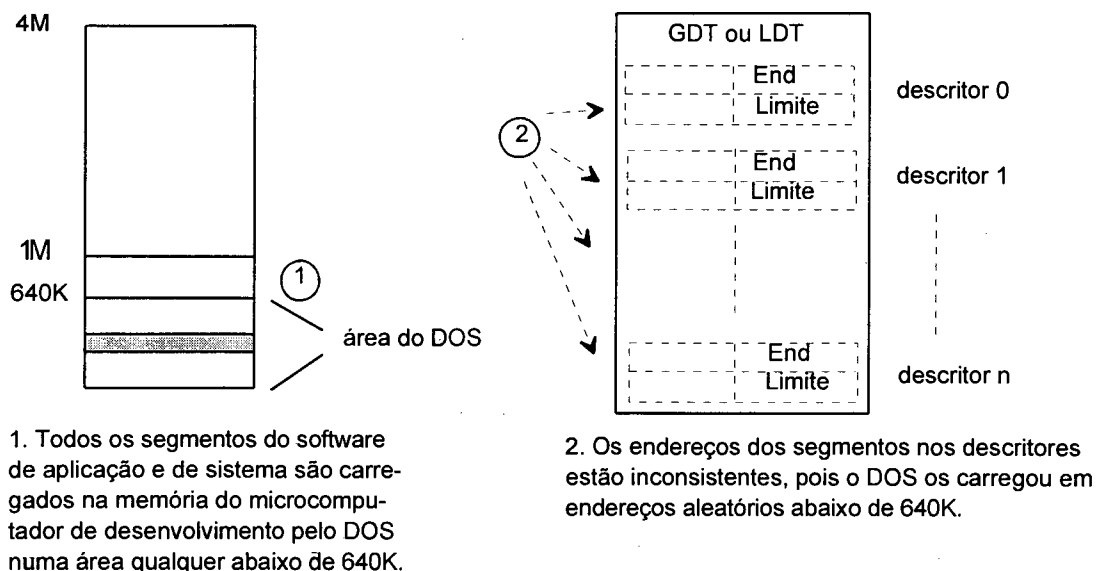 4M
1M
640K
1
área do DOS
1. Todos os segmentos do software
de aplicação e de sistema são carre-
gados na memória do microcompu-
tador de desenvolvimento pelo DOS
numa área qualquer abaixo de 640K.
GDT ou LDT
End
Limite
descritor 0
2
End
Limite
descritor 1
End
Limite
descritor n
2. Os endereços dos segmentos nos descritores
estão inconsistentes, pois o DOS os carregou em
endereços aleatórios abaixo de 640K.